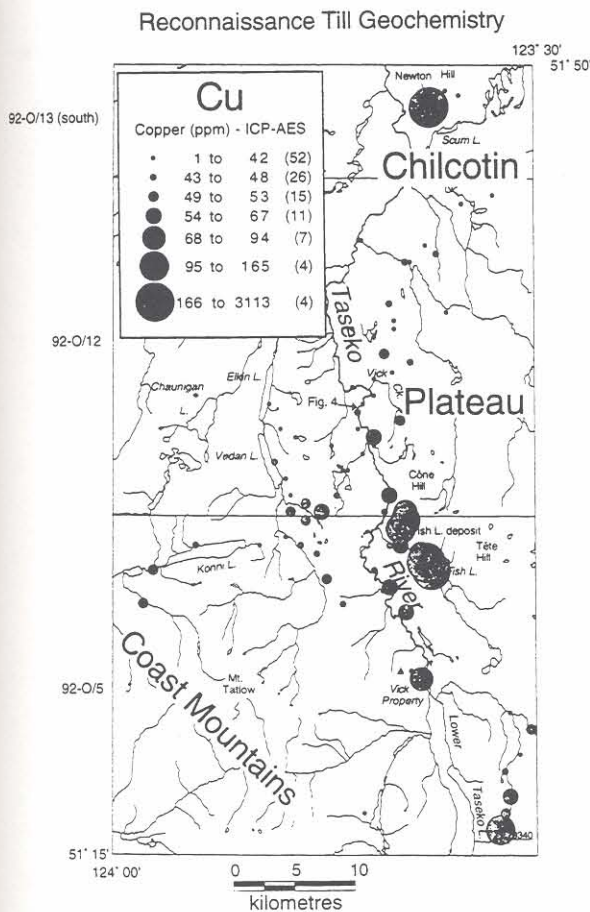 Reconnaissance Till Geochemistry
123° 30'
51° 50'
92-O/13 (south)
Newton Hill
Scum L.
Cu
Copper (ppm) - ICP-AES
1 to 42 (52)
43 to 48 (26)
49 to 53 (15)
54 to 67 (11)
68 to 94 (7)
95 to 165 (4)
166 to 3113 (4)
Chilcotin
Taseko
92-O/12
Elkin L.
Vick
Chaunigan
L.
Ck.
Plateau
Fig. 4
Vedan L.
Cône
Hill
ish L. deposit
Tête
Hill
Konni L.
ish L.
River
Coast Mountains
Mt.
Tatlow
92-O/5
Vick
Property
Lower
Taseko L.
51° 15'
124° 00'
0 5 10
kilometres